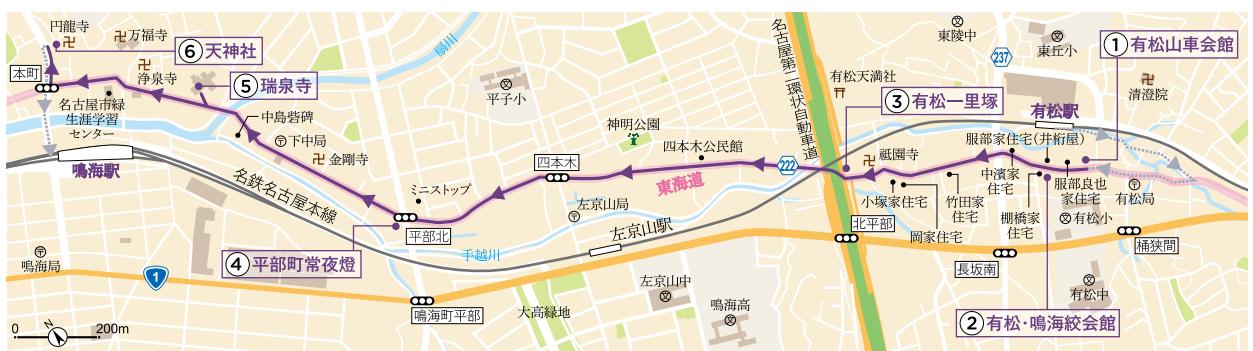 円龍寺
万福寺
⑥天神社
本町
浄泉寺
⑤瑞泉寺
名古屋市緑
生涯学習
センター
中島砦碑
下中局
金剛寺
鳴海駅
名鉄名古屋本線
鳴海局
1
0
200m
N
扇川
平子小
神明公園
四本木公民館
四本木
東海道
ミニストップ
平部北
左京山局
④平部町常夜燈
手越川
左京山駅
鳴海町平部
大高緑地
左京山中
鳴海高
名古屋第二環状自動車道
222
有松天満社
③有松一里塚
祇園寺
小塚家住宅
岡家住宅
北平部
長坂南
竹田家
住宅
中濱家
住宅
棚橋家
住宅
服部家住宅(井桁屋)
服部良也
家住宅
有松駅
東陵中
237
東丘小
①有松山車会館
清澄院
有松局
有松小
桶狭間
有松中
②有松・鳴海絞会館